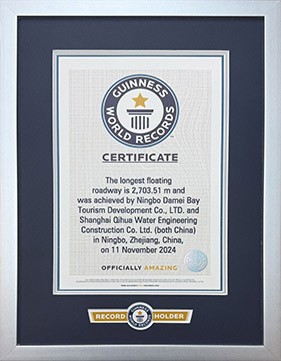 GUINNESS
WORLD RECORDS
CERTIFICATE
The longest floating
roadway is 2,703.51 m and
was achieved by Ningbo Damei Bay
Tourism Development Co., LTD. and
Shanghai Qihua Water Engineering
Construction Co. Ltd. (both China)
in Ningbo, Zhejiang, China,
on 11 November 2024
OFFICIALLY AMAZING
RECORD HOLDER